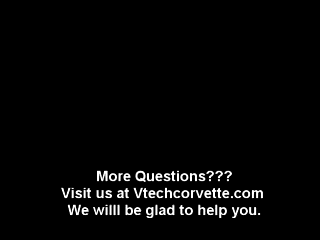 More Questions???
Visit us at Vtechcorvette.com
We willl be glad to help you.